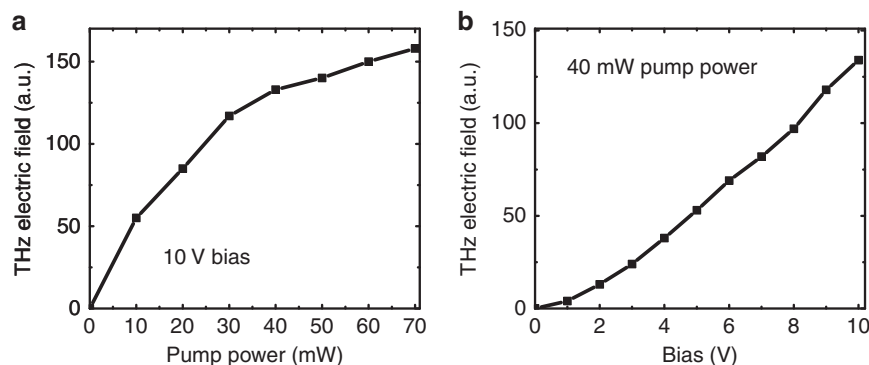 a
THz electric field (a.u.)
150
100
50
0
10 V bias
0 10 20 30 40 50 60 70
Pump power (mW)
b
THz electric field (a.u.)
150
100
50
0
40 mW pump power
0 2 4 6 8 10
Bias (V)